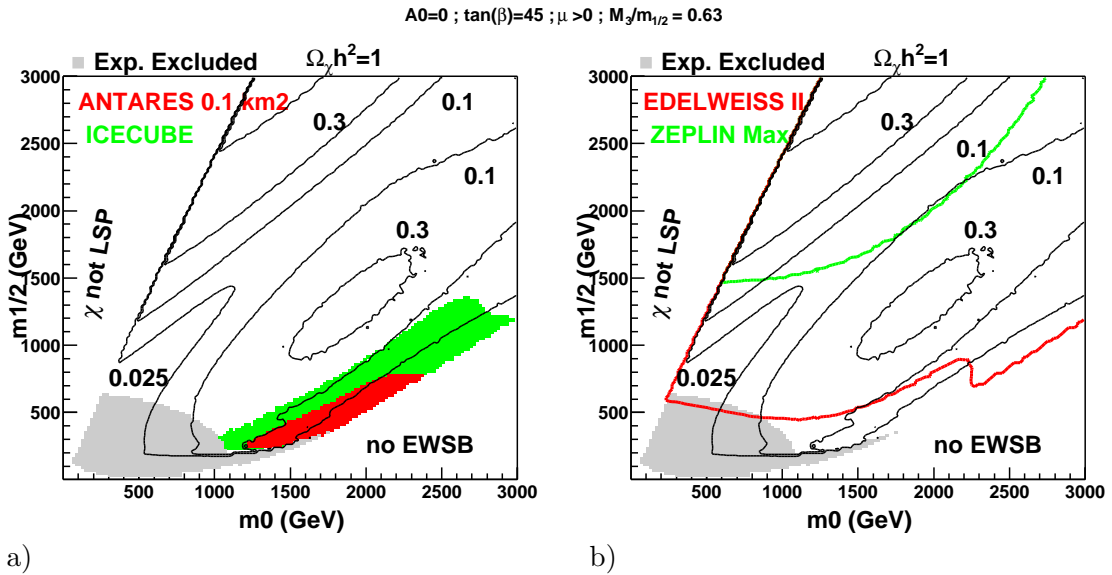 A0=0 ; tan(β)=45 ; μ >0 ; M3/m1/2 = 0.63
Exp. Excluded Ωχh²=1
ANTARES 0.1 km2
ICECUBE
0.1
0.3
0.1
0.3
0.025
χ not LSP
no EWSB
m1/2 (GeV)
3000
2500
2000
1500
1000
500
500 1000 1500 2000 2500 3000
m0 (GeV)
a)
Exp. Excluded Ωχh²=1
EDELWEISS II
ZEPLIN Max
0.3
0.1
0.1
0.3
0.025
χ not LSP
no EWSB
m1/2 (GeV)
3000
2500
2000
1500
1000
500
500 1000 1500 2000 2500 3000
m0 (GeV)
b)